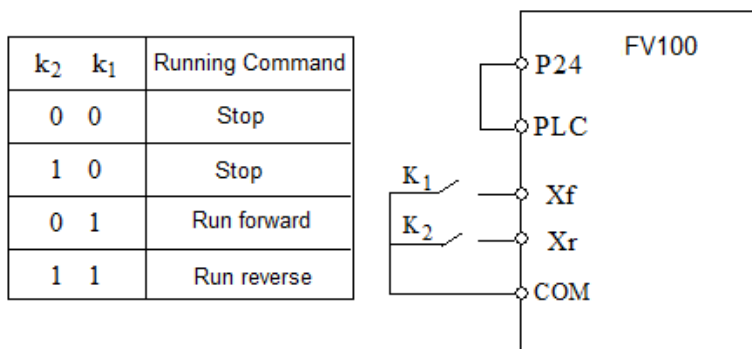 k₂ k₁ Running Command
0 0 Stop
1 0 Stop
0 1 Run forward
1 1 Run reverse
FV100
P24
PLC
K₁ Xf
K₂ Xr
COM